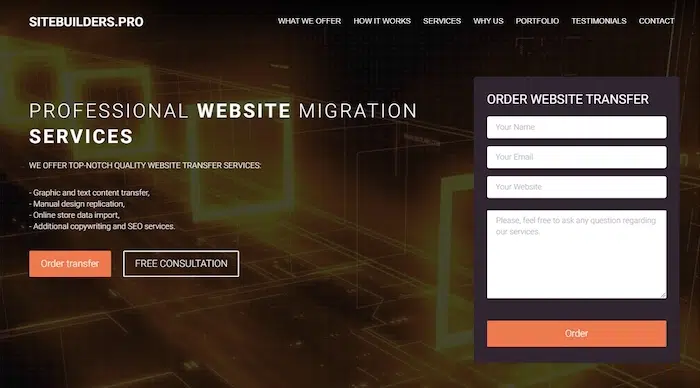 SITEBUILDERS.PRO
WHAT WE OFFER HOW IT WORKS SERVICES WHY US PORTFOLIO TESTIMONIALS CONTACT
PROFESSIONAL WEBSITE MIGRATION
SERVICES
WE OFFER TOP-NOTCH QUALITY WEBSITE TRANSFER SERVICES:
- Graphic and text content transfer,
- Manual design replication,
- Online store data import,
- Additional copywriting and SEO services.
Order transfer FREE CONSULTATION
ORDER WEBSITE TRANSFER
Your Name
Your Email
Your Website
Please, feel free to ask any question regarding
our services.
Order